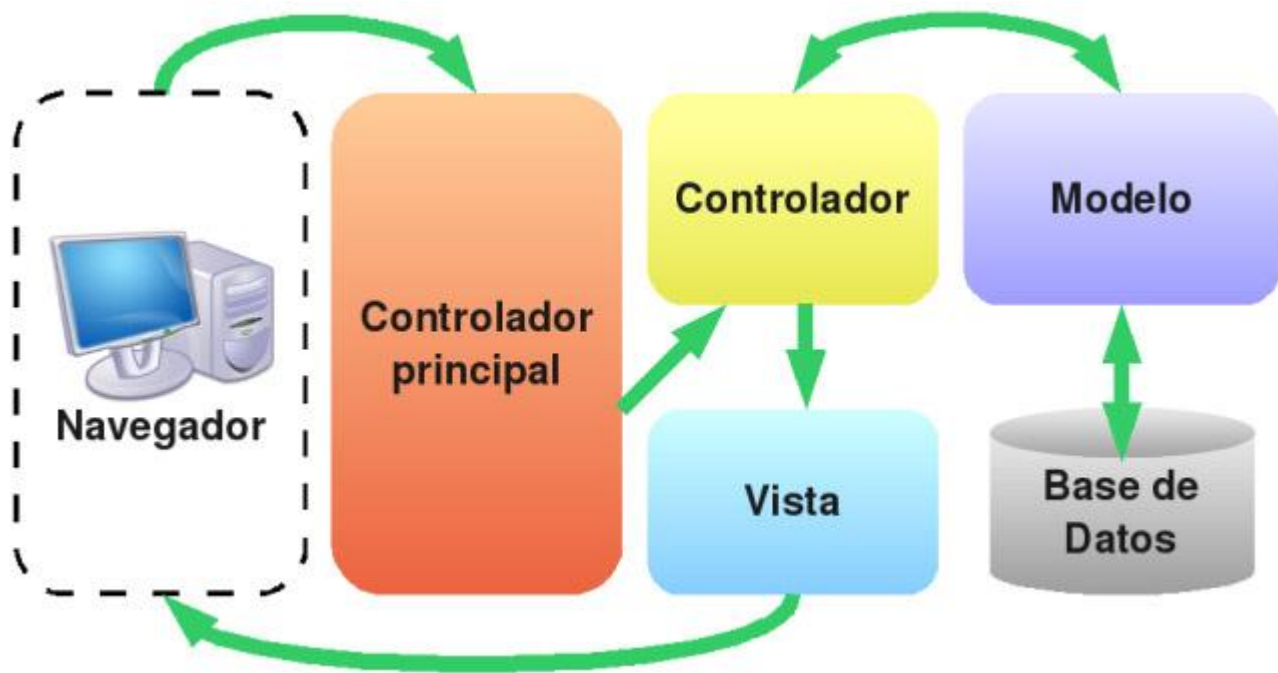 Navegador
Controlador
principal
Controlador
Modelo
Vista
Base de
Datos